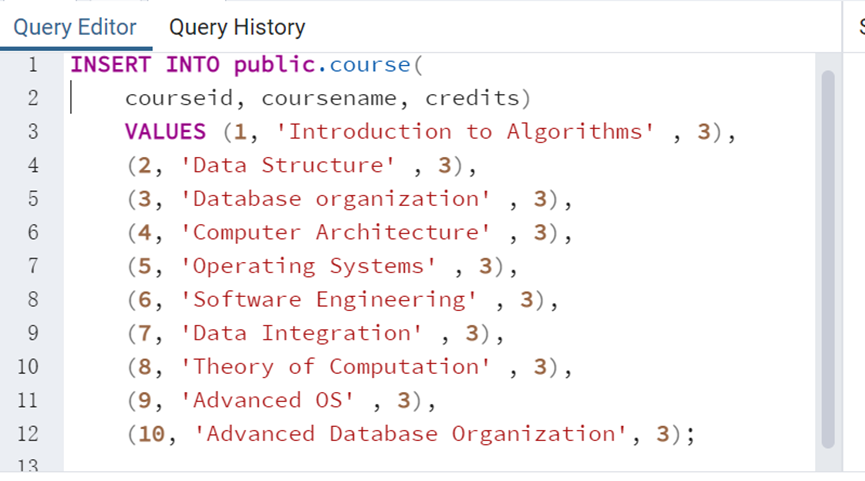 Query Editor Query History
1 INSERT INTO public.course(
2 courseid, coursename, credits)
3 VALUES (1, 'Introduction to Algorithms' , 3),
4 (2, 'Data Structure' , 3),
5 (3, 'Database organization' , 3),
6 (4, 'Computer Architecture' , 3),
7 (5, 'Operating Systems' , 3),
8 (6, 'Software Engineering' , 3),
9 (7, 'Data Integration' , 3),
10 (8, 'Theory of Computation' , 3),
11 (9, 'Advanced OS' , 3),
12 (10, 'Advanced Database Organization', 3);
13